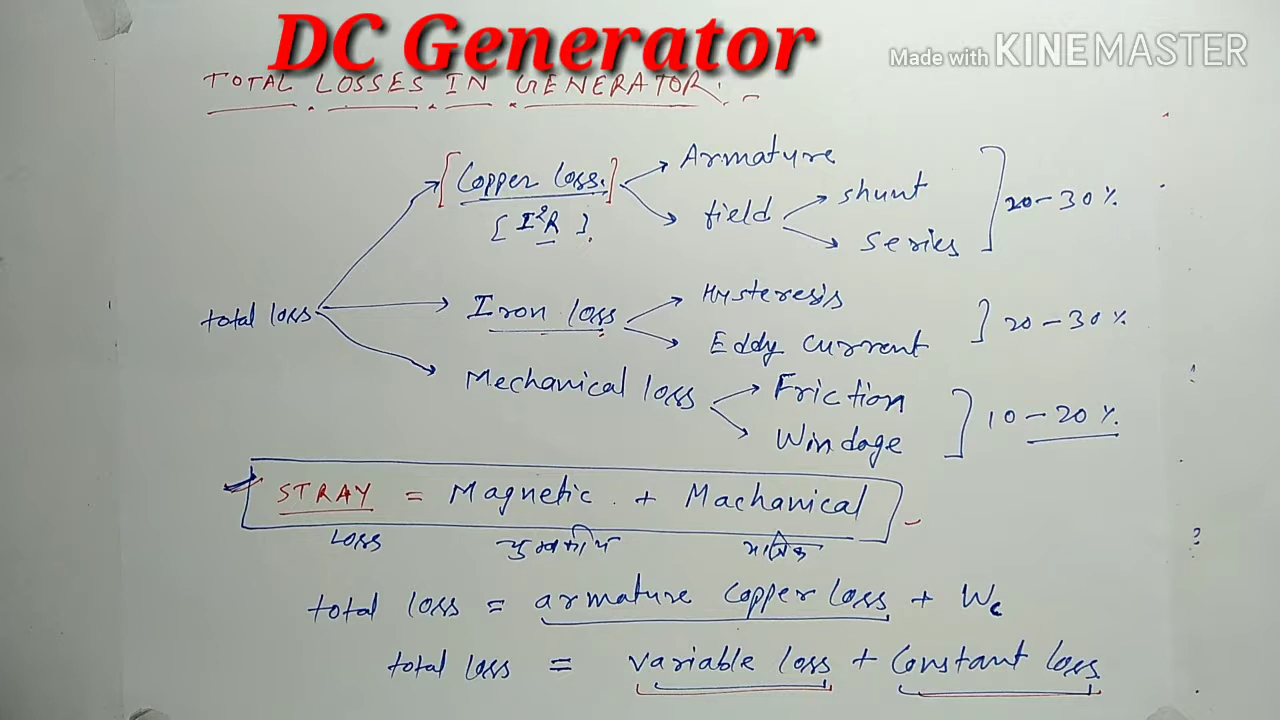 DC Generator
Made with KINEMASTER
TOTAL LOSSES IN GENERATOR:-
total loss
Copper loss.
[I²R]
Armature
field
shunt
series
20-30%
Iron loss
Hysteresis
Eddy current
20-30%
Mechanical loss
Friction
Windage
10-20%
STRAY = Magnetic + Machanical
Loss चुम्बकीय यांत्रिक
total loss = armature Copper loss + Wc
total loss = variable loss + Constant loss